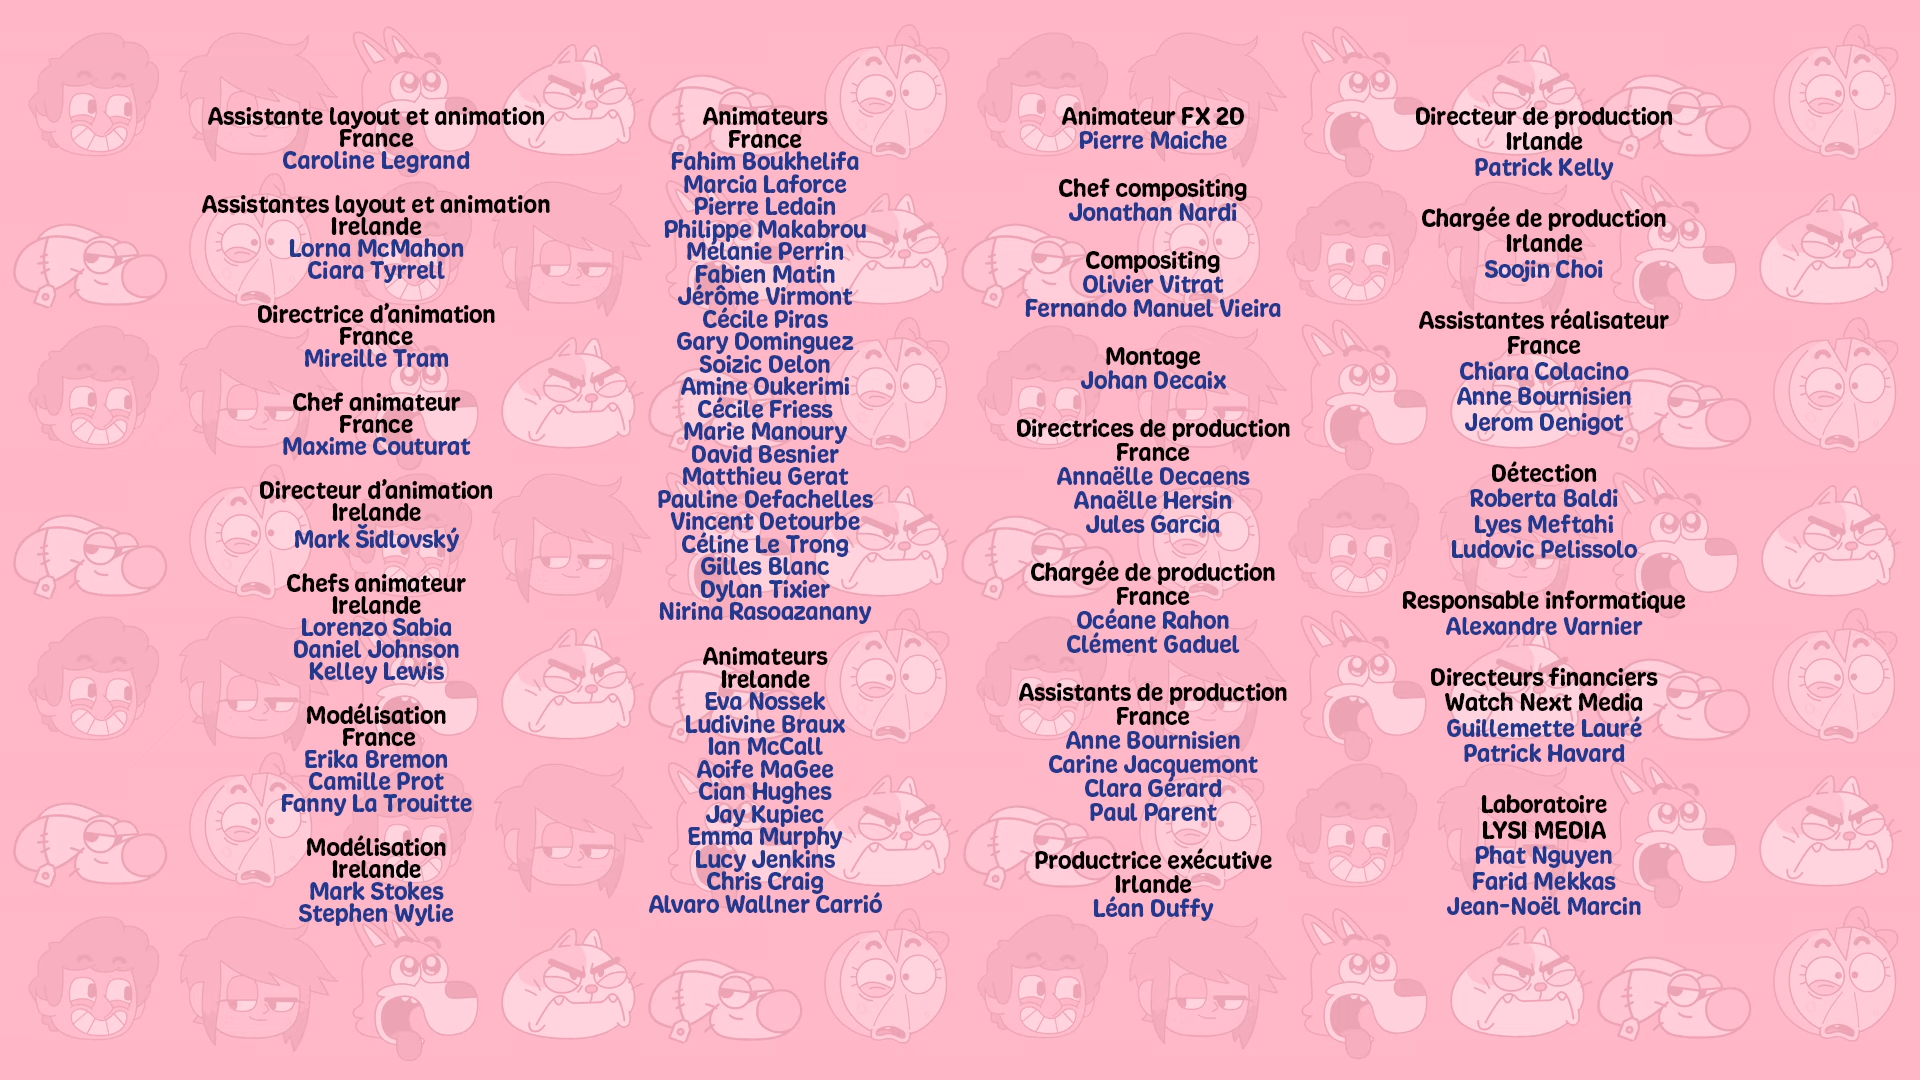 Assistante layout et animation
France
Caroline Legrand
Assistantes layout et animation
Irelande
Lorna McMahon
Ciara Tyrrell
Directrice d'animation
France
Mireille Tram
Chef animateur
France
Maxime Couturat
Directeur d'animation
Irelande
Mark Šidlovský
Chefs animateur
Irelande
Lorenzo Sabia
Daniel Johnson
Kelley Lewis
Modélisation
France
Erika Bremon
Camille Prot
Fanny La Trouitte
Modélisation
Irelande
Mark Stokes
Stephen Wylie
Animateurs
France
Fahim Boukhelifa
Marcia Laforce
Pierre Ledain
Philippe Makabrou
Mélanie Perrin
Fabien Matin
Jérôme Virmont
Cécile Piras
Gary Dominguez
Soizic Delon
Amine Oukerimi
Cécile Friess
Marie Manoury
David Besnier
Matthieu Gerat
Pauline Defachelles
Vincent Detourbe
Céline Le Trong
Gilles Blanc
Dylan Tixier
Nirina Rasoazanany
Animateurs
Irelande
Eva Nossek
Ludivine Braux
Ian McCall
Aoife MaGee
Cian Hughes
Jay Kupiec
Emma Murphy
Lucy Jenkins
Chris Craig
Alvaro Wallner Carrió
Animateur FX 2D
Pierre Maiche
Chef compositing
Jonathan Nardi
Compositing
Olivier Vitrat
Fernando Manuel Vieira
Montage
Johan Decaix
Directrices de production
France
Annaëlle Decaens
Anaëlle Hersin
Jules Garcia
Chargée de production
France
Océane Rahon
Clément Gaduel
Assistants de production
France
Anne Bournisien
Carine Jacquemont
Clara Gérard
Paul Parent
Productrice exécutive
Irlande
Léan Duffy
Directeur de production
Irlande
Patrick Kelly
Chargée de production
Irlande
Soojin Choi
Assistantes réalisateur
France
Chiara Colacino
Anne Bournisien
Jerom Denigot
Détection
Roberta Baldi
Lyes Meftahi
Ludovic Pelissolo
Responsable informatique
Alexandre Varnier
Directeurs financiers
Watch Next Media
Guillemette Lauré
Patrick Havard
Laboratoire
LYSI MEDIA
Phat Nguyen
Farid Mekkas
Jean-Noël Marcin